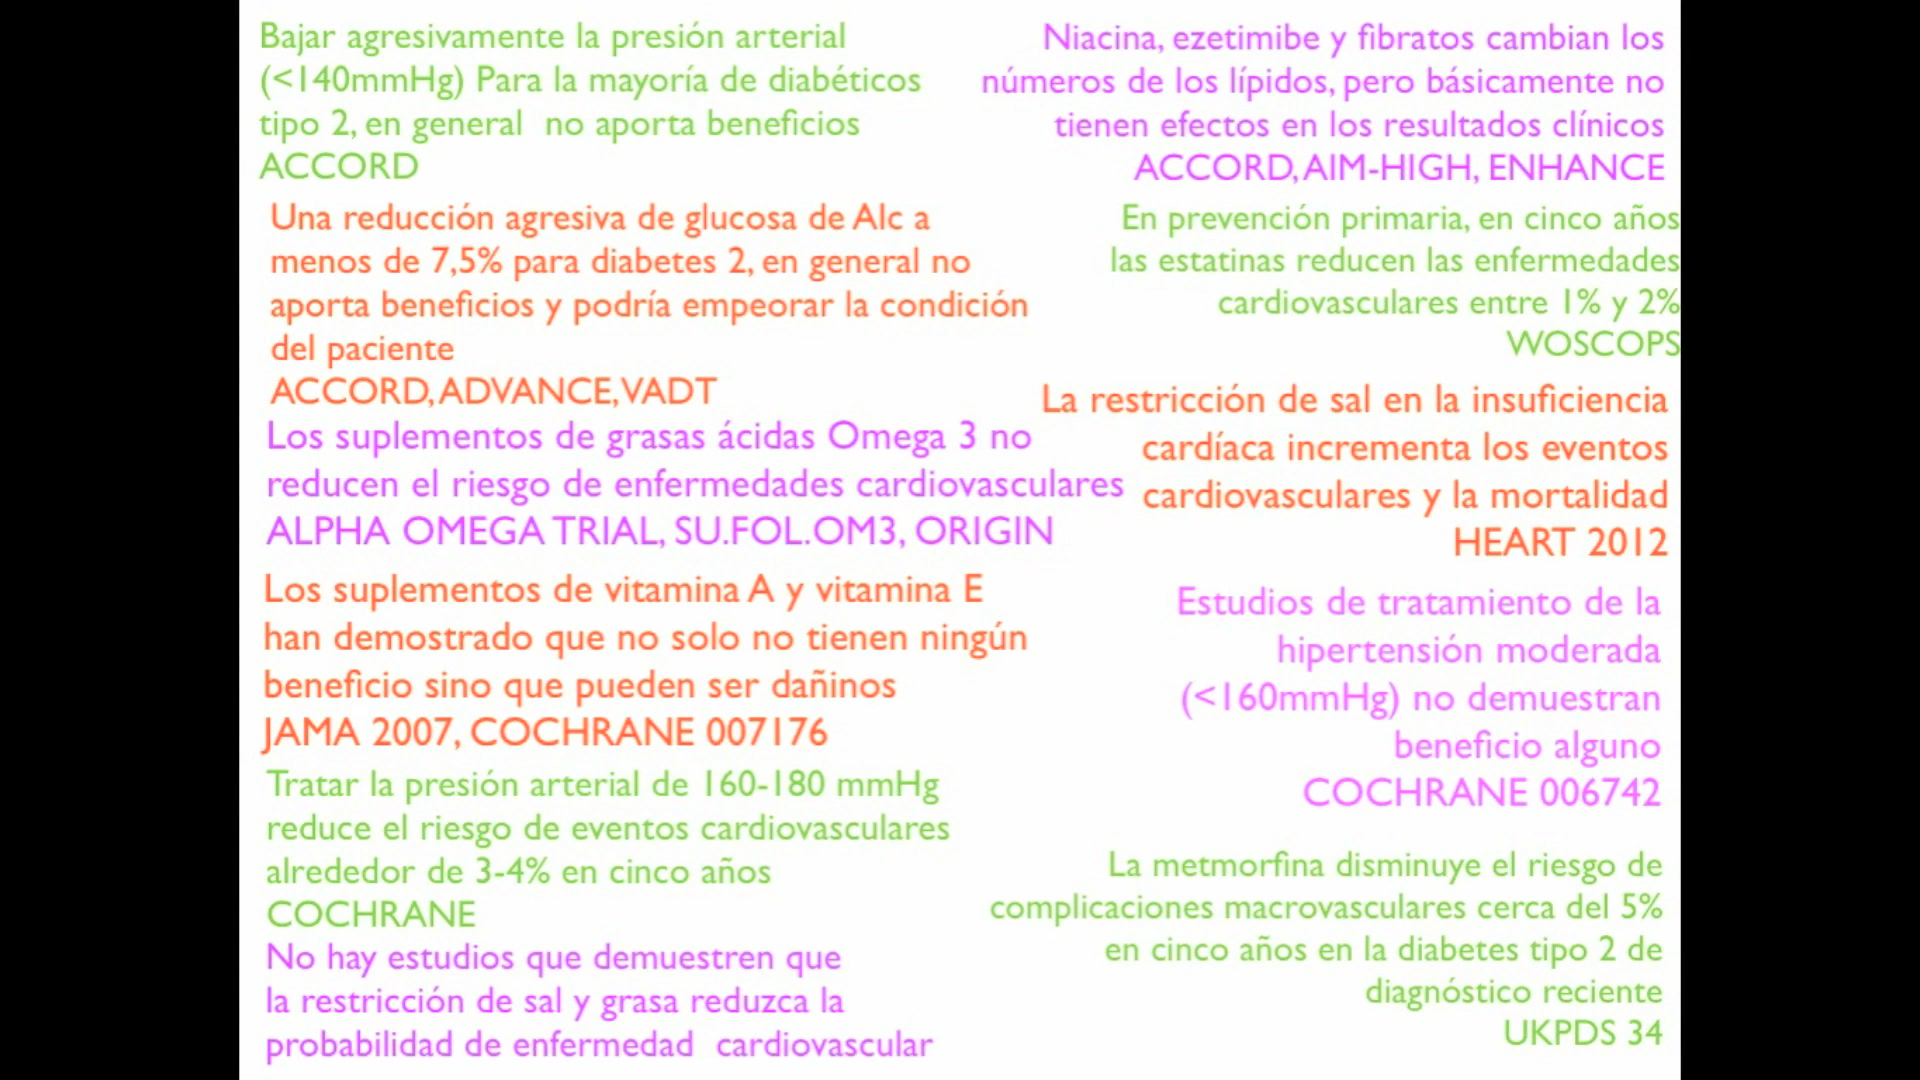 Bajar agresivamente la presión arterial
(<140mmHg) Para la mayoría de diabéticos
tipo 2, en general no aporta beneficios
ACCORD
Una reducción agresiva de glucosa de A1c a
menos de 7,5% para diabetes 2, en general no
aporta beneficios y podría empeorar la condición
del paciente
ACCORD, ADVANCE, VADT
Los suplementos de grasas ácidas Omega 3 no
reducen el riesgo de enfermedades cardiovasculares
ALPHA OMEGA TRIAL, SU.FOL.OM3, ORIGIN
Los suplementos de vitamina A y vitamina E
han demostrado que no solo no tienen ningún
beneficio sino que pueden ser dañinos
JAMA 2007, COCHRANE 007176
Tratar la presión arterial de 160-180 mmHg
reduce el riesgo de eventos cardiovasculares
alrededor de 3-4% en cinco años
COCHRANE
No hay estudios que demuestren que
la restricción de sal y grasa reduzca la
probabilidad de enfermedad cardiovascular
Niacina, ezetimibe y fibratos cambian los
números de los lípidos, pero básicamente no
tienen efectos en los resultados clínicos
ACCORD, AIM-HIGH, ENHANCE
En prevención primaria, en cinco años
las estatinas reducen las enfermedades
cardiovasculares entre 1% y 2%
WOSCOPS
La restricción de sal en la insuficiencia
cardíaca incrementa los eventos
cardiovasculares y la mortalidad
HEART 2012
Estudios de tratamiento de la
hipertensión moderada
(<160mmHg) no demuestran
beneficio alguno
COCHRANE 006742
La metmorfina disminuye el riesgo de
complicaciones macrovasculares cerca del 5%
en cinco años en la diabetes tipo 2 de
diagnóstico reciente
UKPDS 34